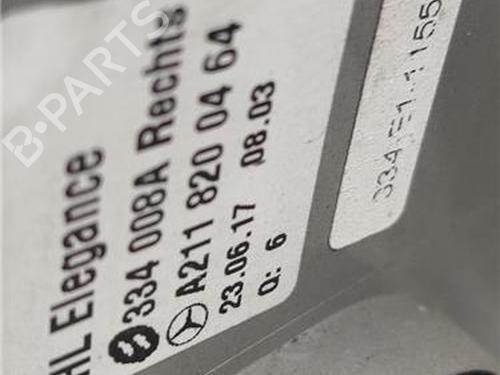 B-PARTS
HL Elegance
334 008A Rechts
A211 820 04 64
23.06.17 08.03
Q: 6